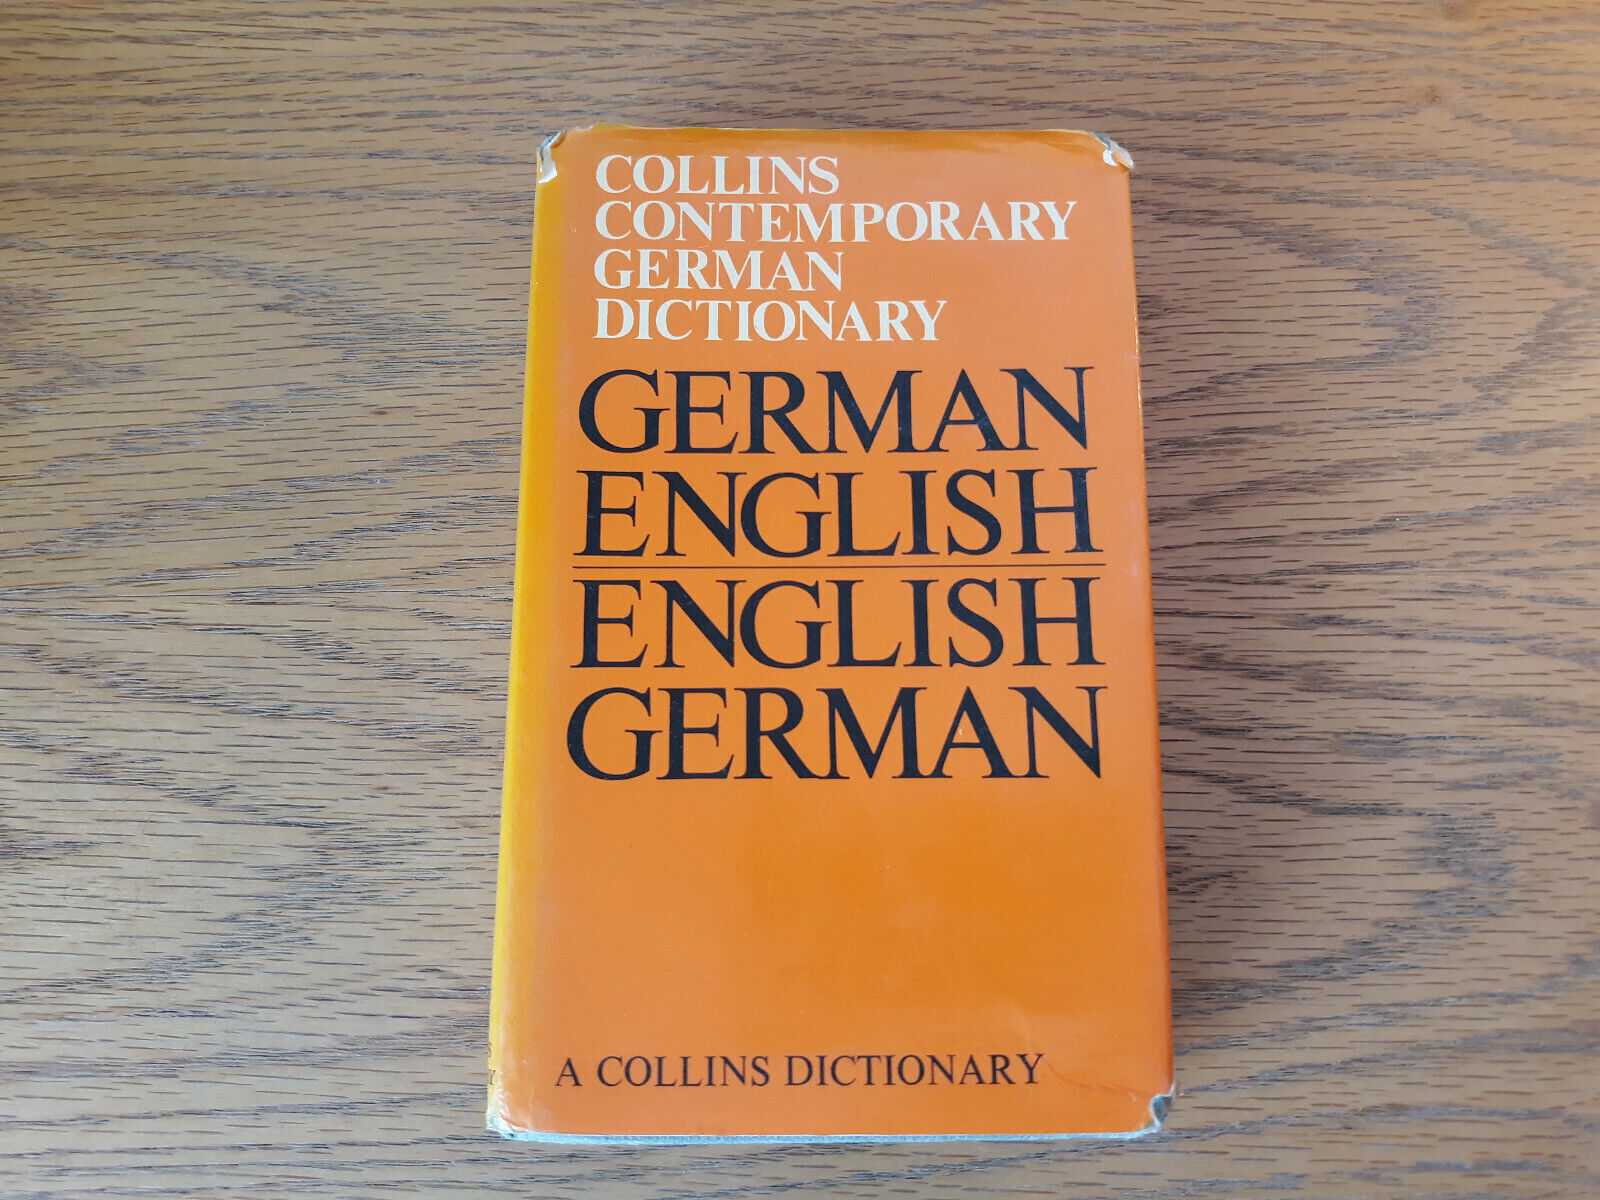 COLLINS
CONTEMPORARY
GERMAN
DICTIONARY
GERMAN
ENGLISH
ENGLISH
GERMAN
A COLLINS DICTIONARY